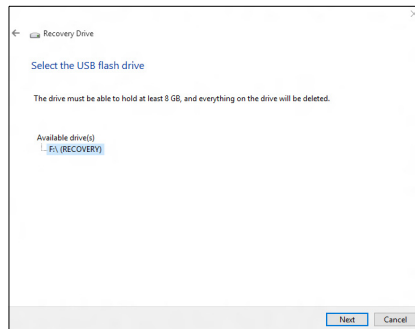 Recovery Drive
Select the USB flash drive
The drive must be able to hold at least 8 GB, and everything on the drive will be deleted.
Available drive(s)
F:\ (RECOVERY)
Next Cancel